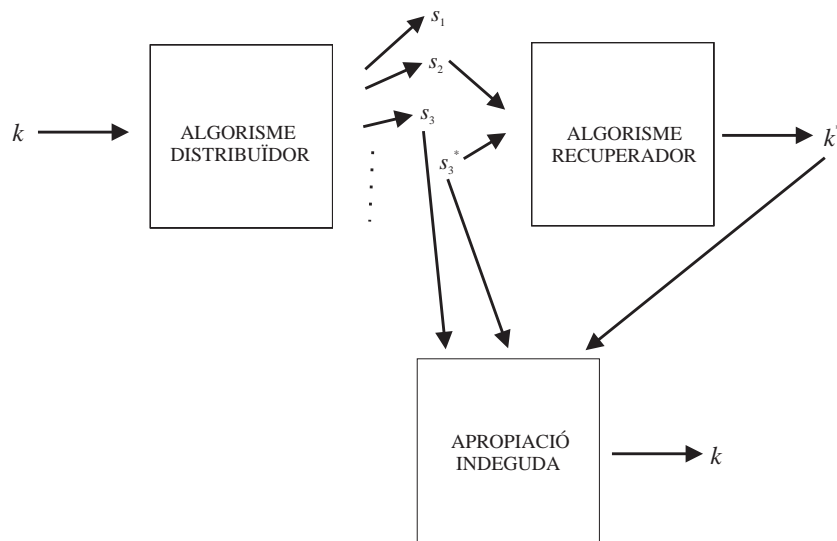 k
ALGORISME
DISTRIBUÏDOR
s₁
s₂
s₃
s₃*
ALGORISME
RECUPERADOR
k'
APROPIACIÓ
INDEGUDA
k